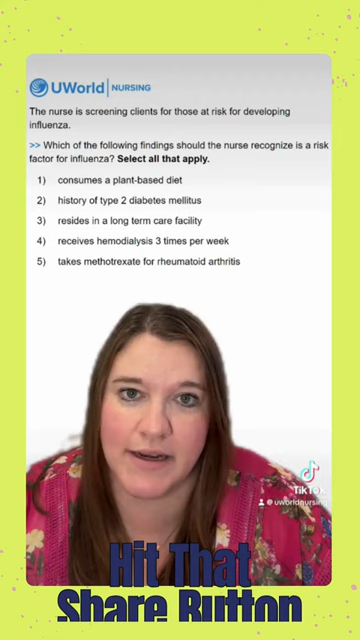 UWorld | NURSING
The nurse is screening clients for those at risk for developing
influenza.
>> Which of the following findings should the nurse recognize is a risk
factor for influenza? Select all that apply.
1) consumes a plant-based diet
2) history of type 2 diabetes mellitus
3) resides in a long term care facility
4) receives hemodialysis 3 times per week
5) takes methotrexate for rheumatoid arthritis
TikTok
@uworldnursing
Hit That
Share Button